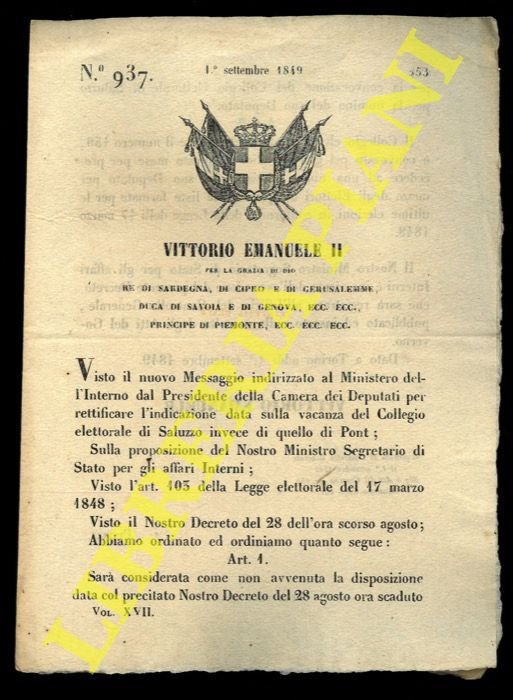 N.º 937.
1.º settembre 1849
553
VITTORIO EMANUELE II
PER LA GRAZIA DI DIO
RE DI SARDEGNA, DI CIPRO E DI GERUSALEMME,
DUCA DI SAVOIA E DI GENOVA, ECC. ECC.,
PRINCIPE DI PIEMONTE, ECC. ECC. ECC.
Visto il nuovo Messaggio indirizzato al Ministero del-
l'Interno dal Presidente della Camera dei Deputati per
rettificare l'indicazione data sulla vacanza del Collegio
elettorale di Saluzzo invece di quello di Pont ;
Sulla proposizione del Nostro Ministro Segretario di
Stato per gli affari Interni ;
Visto l'art. 103 della Legge elettorale del 17 marzo
1848 ;
Visto il Nostro Decreto del 28 dell'ora scorso agosto ;
Abbiamo ordinato ed ordiniamo quanto segue :
Art. 1.
Sarà considerata come non avvenuta la disposizione
data col precitato Nostro Decreto del 28 agosto ora scaduto
VOL. XVII.
LIBRERIA PIANI